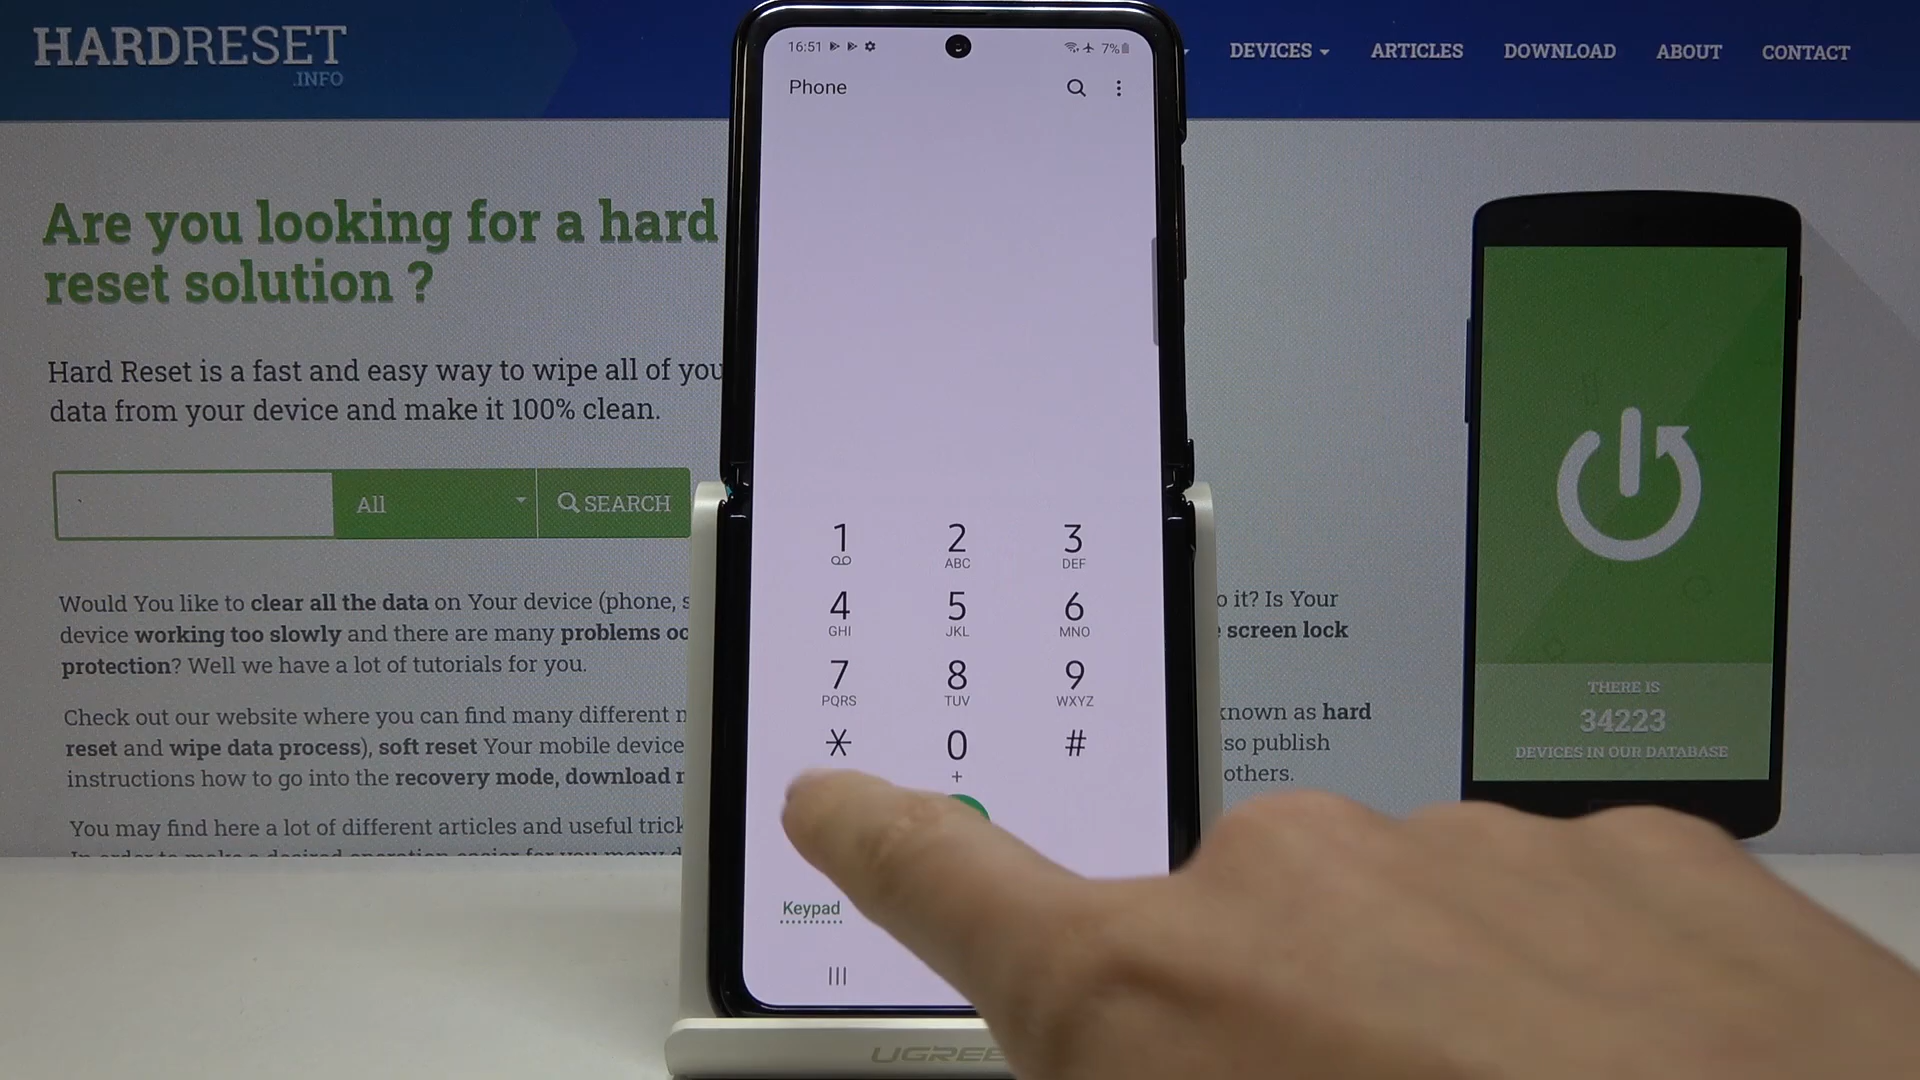 HARDRESET
.INFO
DEVICES
ARTICLES
DOWNLOAD
ABOUT
CONTACT
Are you looking for a hard
reset solution ?
Hard Reset is a fast and easy way to wipe all of you
data from your device and make it 100% clean.
All
SEARCH
Would You like to clear all the data on Your device (phone,
o it? Is Your
device working too slowly and there are many problems
screen lock
protection? Well we have a lot of tutorials for you.
Check out our website where you can find many different
known as hard
reset and wipe data process), soft reset Your mobile device
so publish
instructions how to go into the recovery mode, download
others.
You may find here a lot of different articles and useful trick
16:51
7%
Phone
1
2 ABC
3 DEF
4 GHI
5 JKL
6 MNO
7 PQRS
8 TUV
9 WXYZ
*
0 +
#
Keypad
THERE IS
34223
DEVICES IN OUR DATABASE
UGREE